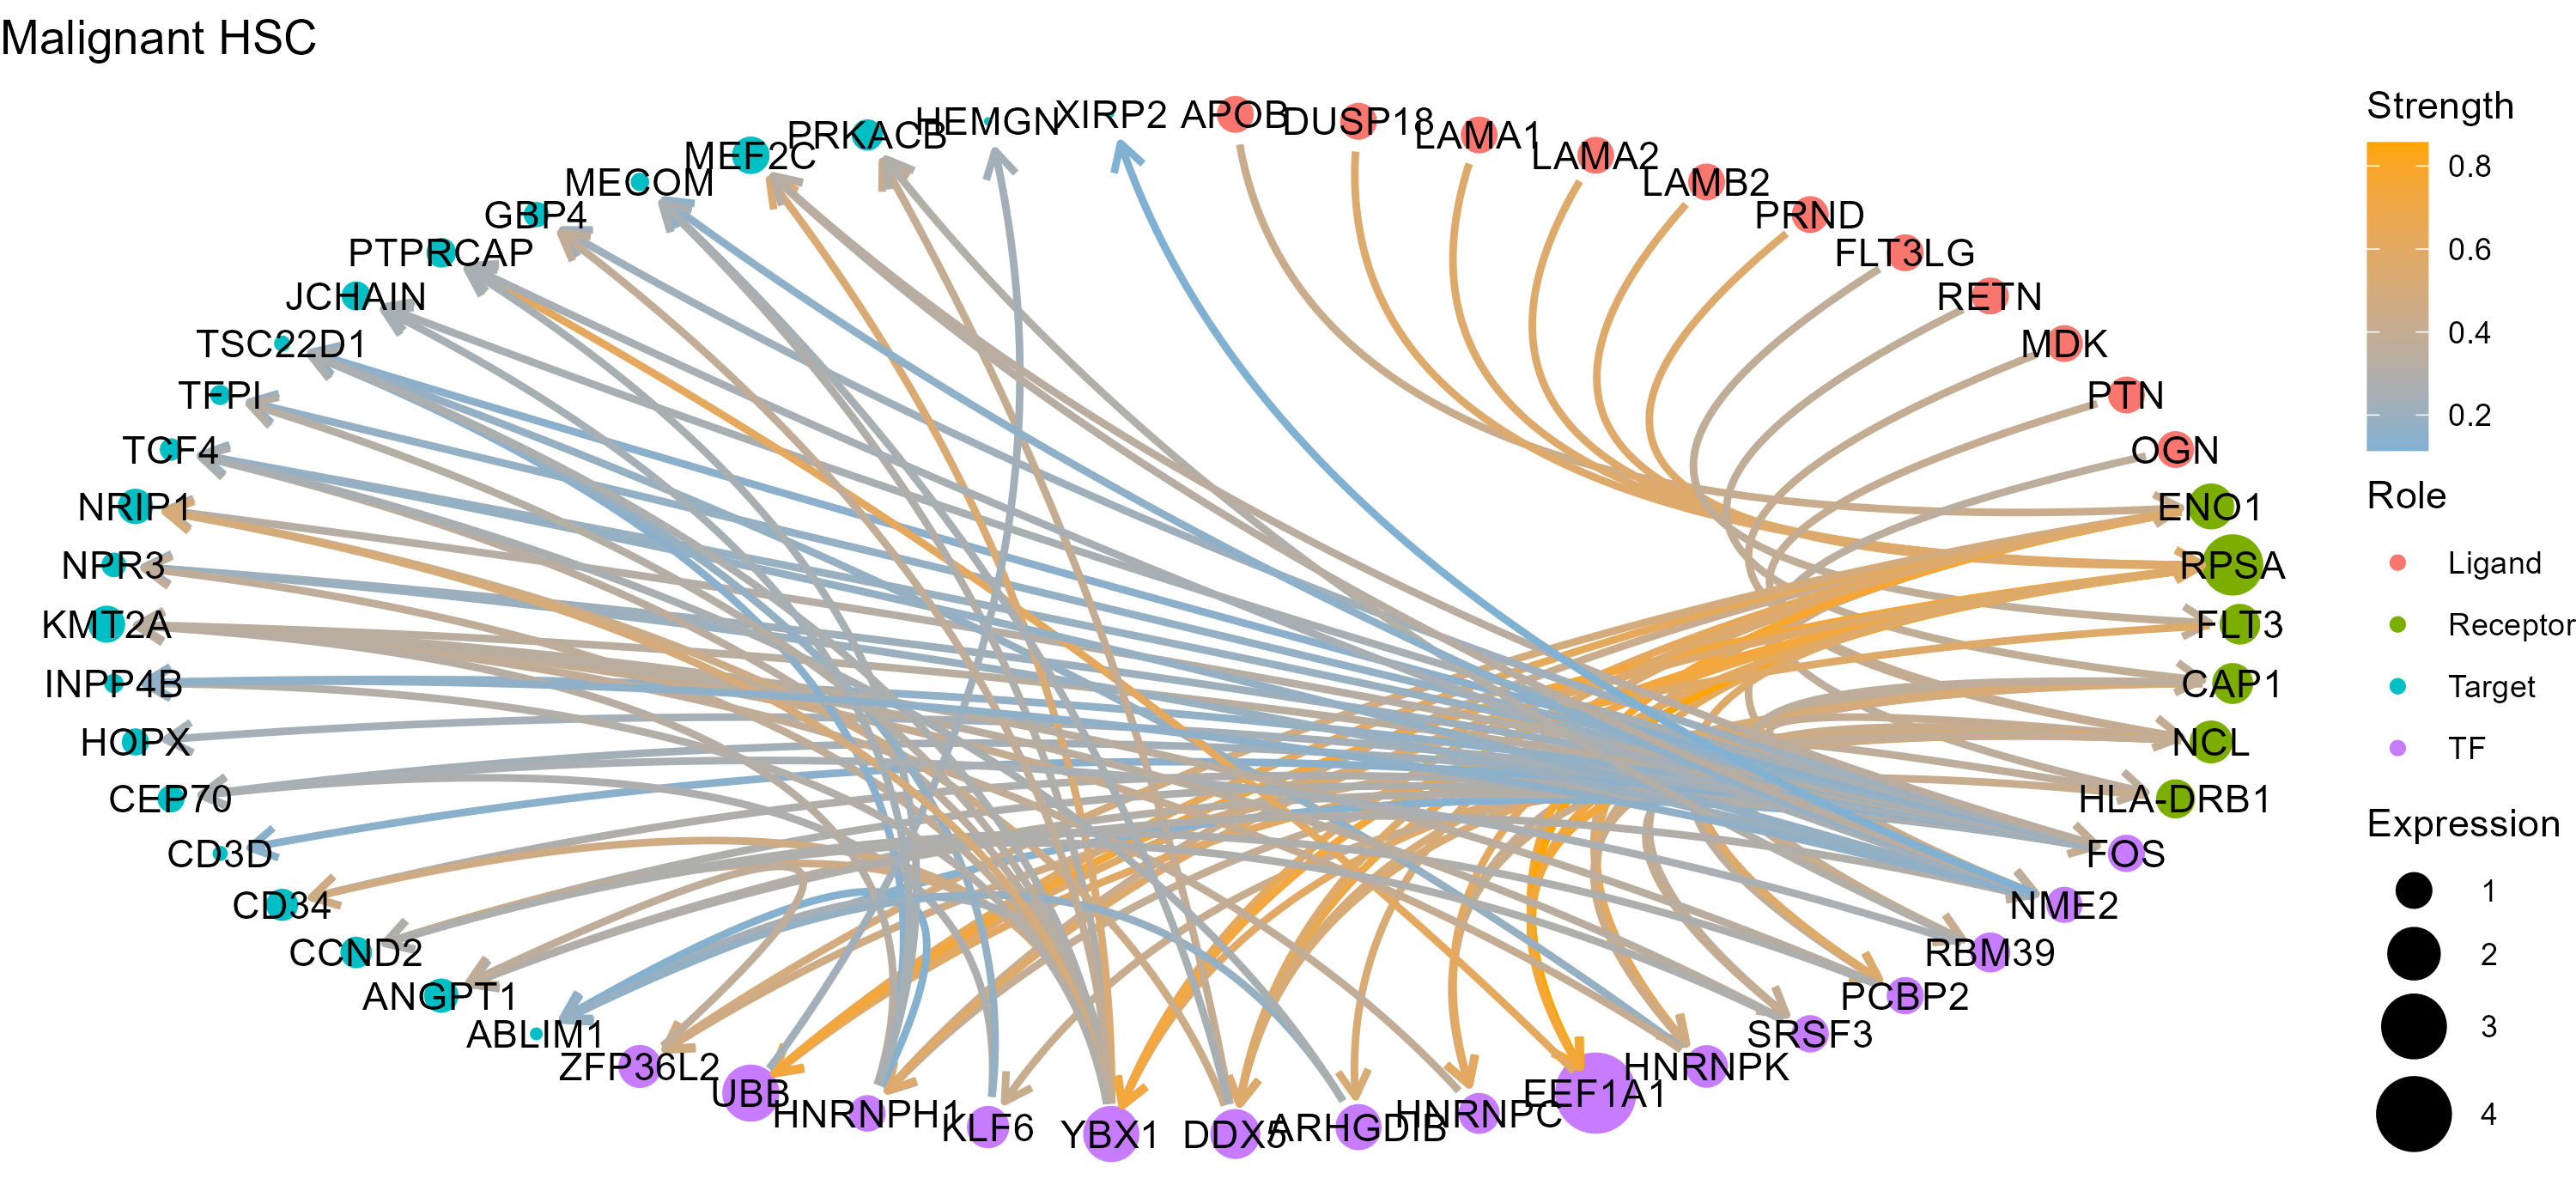 Malignant HSC
XIRP2
APOB
DUSP18
LAMA1
LAMA2
LAMB2
PRND
FLT3LG
RETN
MDK
PTN
OGN
ENO1
RPSA
FLT3
CAP1
NCL
HLA-DRB1
FOS
NME2
RBM39
PCBP2
SRSF3
HNRNPK
EEF1A1
HNRNPC
ARHGDIB
DDX5
YBX1
KLF6
HNRNPH1
UBB
ZFP36L2
ABLIM1
ANGPT1
CCND2
CD34
CD3D
CEP70
HOPX
INPP4B
KMT2A
NPR3
NRIP1
TCF4
TFPI
TSC22D1
JCHAIN
PTPRCAP
GBP4
MECOM
MEF2C
PRKACB
HEMGN
Strength
0.8
0.6
0.4
0.2
Role
Ligand
Receptor
Target
TF
Expression
1
2
3
4